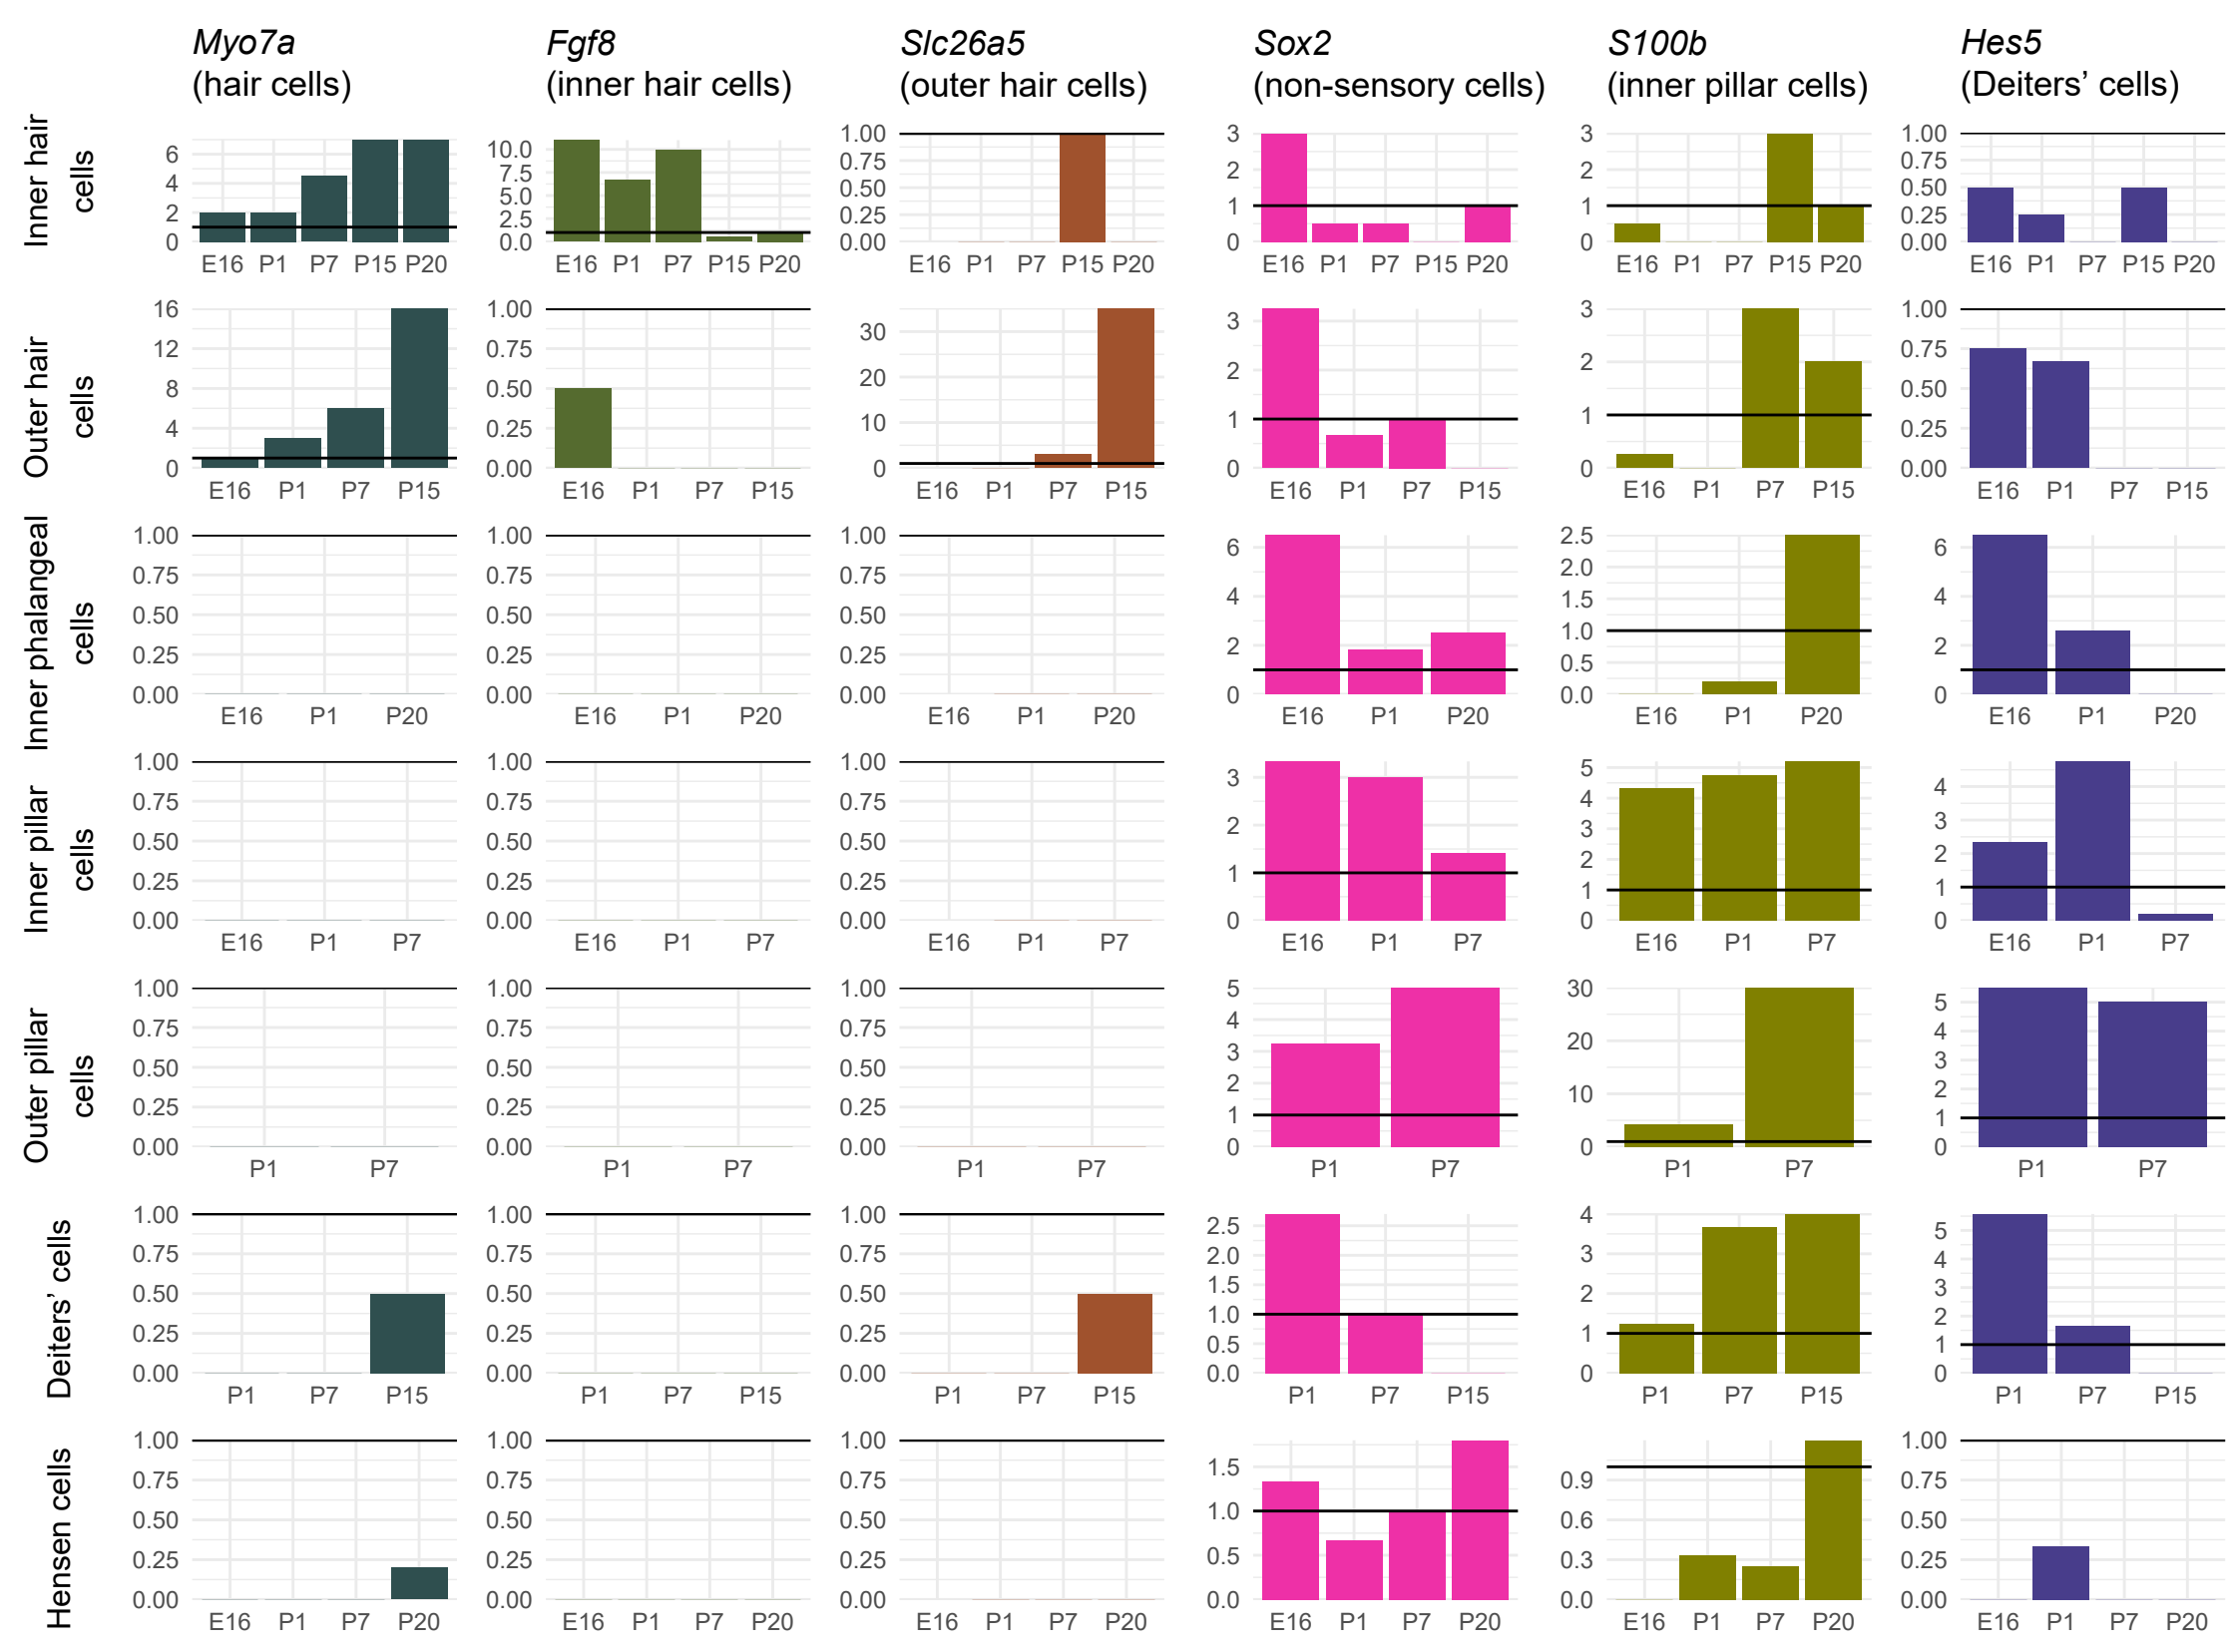 Myo7a
(hair cells)
Fgf8
(inner hair cells)
Slc26a5
(outer hair cells)
Sox2
(non-sensory cells)
S100b
(inner pillar cells)
Hes5
(Deiters’ cells)
Inner hair
cells
6 4 2 0
E16 P1 P7 P15 P20
10.0 7.5 5.0 2.5 0.0
E16 P1 P7 P15 P20
1.00 0.75 0.50 0.25 0.00
E16 P1 P7 P15 P20
3 2 1 0
E16 P1 P7 P15 P20
3 2 1 0
E16 P1 P7 P15 P20
1.00 0.75 0.50 0.25 0.00
E16 P1 P7 P15 P20
Outer hair
cells
16 12 8 4 0
E16 P1 P7 P15
1.00 0.75 0.50 0.25 0.00
E16 P1 P7 P15
30 20 10 0
E16 P1 P7 P15
3 2 1 0
E16 P1 P7 P15
3 2 1 0
E16 P1 P7 P15
1.00 0.75 0.50 0.25 0.00
E16 P1 P7 P15
Inner phalangeal
cells
1.00 0.75 0.50 0.25 0.00
E16 P1 P20
1.00 0.75 0.50 0.25 0.00
E16 P1 P20
1.00 0.75 0.50 0.25 0.00
E16 P1 P20
6 4 2 0
E16 P1 P20
2.5 2.0 1.5 1.0 0.5 0.0
E16 P1 P20
6 4 2 0
E16 P1 P20
Inner pillar
cells
1.00 0.75 0.50 0.25 0.00
E16 P1 P7
1.00 0.75 0.50 0.25 0.00
E16 P1 P7
1.00 0.75 0.50 0.25 0.00
E16 P1 P7
3 2 1 0
E16 P1 P7
5 4 3 2 1 0
E16 P1 P7
4 3 2 1 0
E16 P1 P7
Outer pillar
cells
1.00 0.75 0.50 0.25 0.00
P1 P7
1.00 0.75 0.50 0.25 0.00
P1 P7
1.00 0.75 0.50 0.25 0.00
P1 P7
5 4 3 2 1 0
P1 P7
30 20 10 0
P1 P7
5 4 3 2 1 0
P1 P7
Deiters’ cells
1.00 0.75 0.50 0.25 0.00
P1 P7 P15
1.00 0.75 0.50 0.25 0.00
P1 P7 P15
1.00 0.75 0.50 0.25 0.00
P1 P7 P15
2.5 2.0 1.5 1.0 0.5 0.0
P1 P7 P15
4 3 2 1 0
P1 P7 P15
5 4 3 2 1 0
P1 P7 P15
Hensen cells
1.00 0.75 0.50 0.25 0.00
E16 P1 P7 P20
1.00 0.75 0.50 0.25 0.00
E16 P1 P7 P20
1.00 0.75 0.50 0.25 0.00
E16 P1 P7 P20
1.5 1.0 0.5 0.0
E16 P1 P7 P20
0.9 0.6 0.3 0.0
E16 P1 P7 P20
1.00 0.75 0.50 0.25 0.00
E16 P1 P7 P20